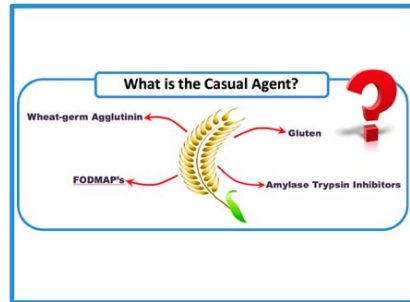 What is the Casual Agent?
Wheat-germ Agglutinin
Gluten
FODMAP's
Amylase Trypsin Inhibitors